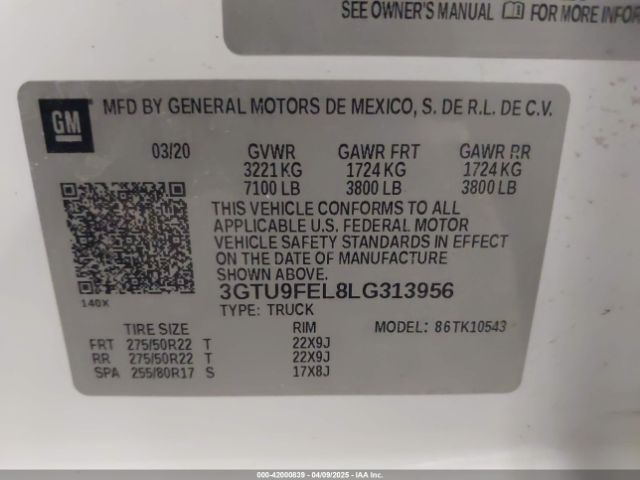 SEE OWNER'S MANUAL FOR MORE
GM
MFD BY GENERAL MOTORS DE MEXICO, S. DE R.L. DE C.V.
03/20 GVWR GAWR FRT GAWR RR
3221 KG 1724 KG 1724 KG
7100 LB 3800 LB 3800 LB
THIS VEHICLE CONFORMS TO ALL
APPLICABLE U.S. FEDERAL MOTOR
VEHICLE SAFETY STANDARDS IN EFFECT
ON THE DATE OF MANUFACTURE
SHOWN ABOVE.
3GTU9FEL8LG313956
140X
TYPE: TRUCK
TIRE SIZE RIM MODEL: 86TK10543
FRT 275/50R22 T 22X9J
RR 275/50R22 T 22X9J
SPA 255/80R17 S 17X8J
000-42000839 - 04/09/2025 - IAAI, Inc.